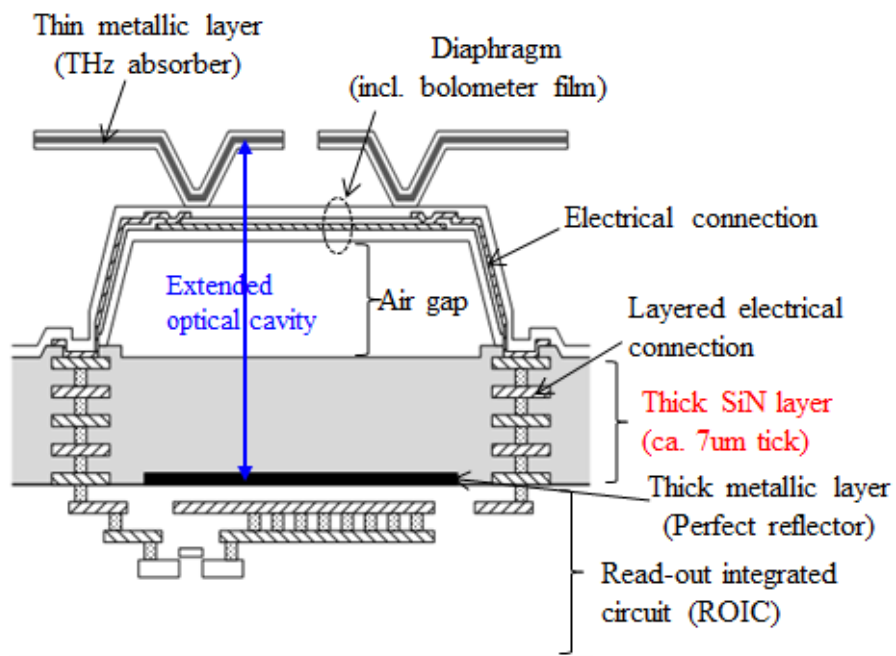 Thin metallic layer
(THz absorber)
Diaphragm
(incl. bolometer film)
Electrical connection
Extended
optical cavity
Air gap
Layered electrical
connection
Thick SiN layer
(ca. 7um tick)
Thick metallic layer
(Perfect reflector)
Read-out integrated
circuit (ROIC)